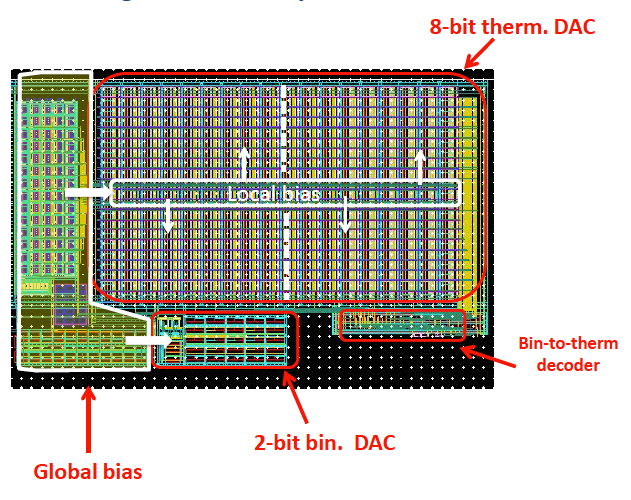 8-bit therm. DAC
Local bias
Bin-to-therm
decoder
2-bit bin.  DAC
Global bias